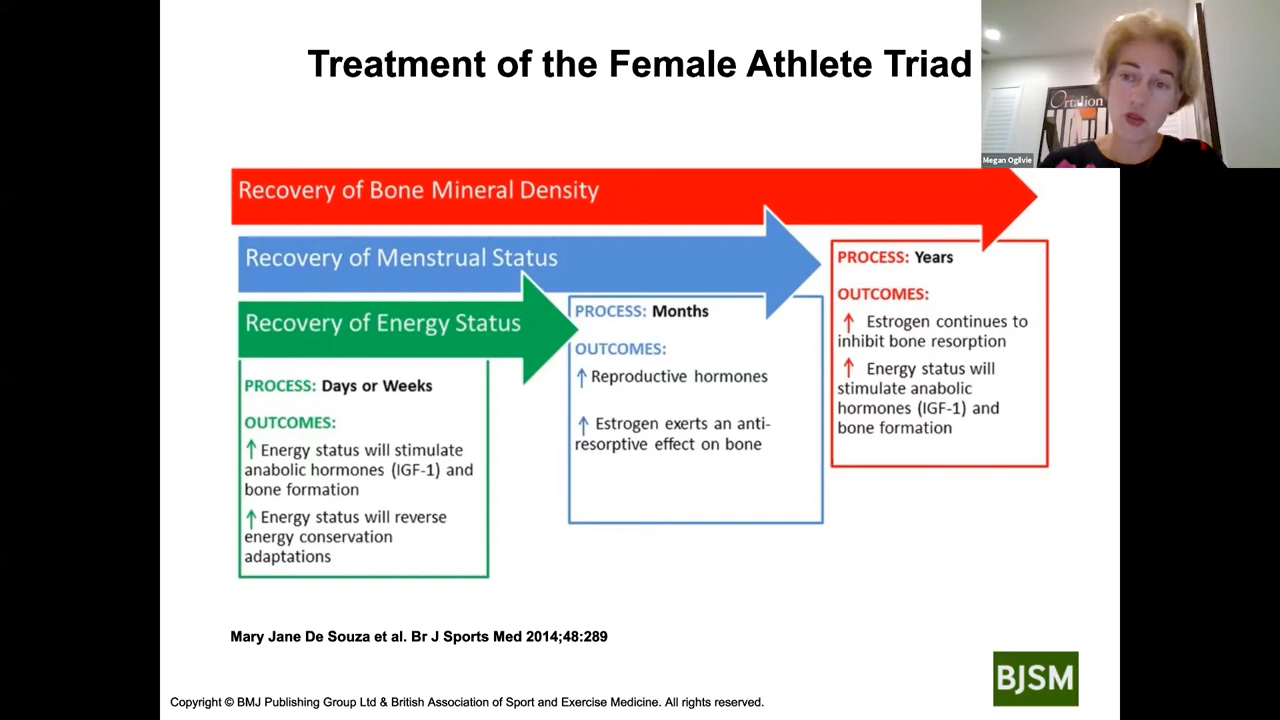 Treatment of the Female Athlete Triad
Ortalion
Megan Ogilvie
Recovery of Bone Mineral Density
Recovery of Menstrual Status
Recovery of Energy Status
PROCESS: Days or Weeks
OUTCOMES:
↑ Energy status will stimulate
anabolic hormones (IGF-1) and
bone formation
↑ Energy status will reverse
energy conservation
adaptations
PROCESS: Months
OUTCOMES:
↑ Reproductive hormones
↑ Estrogen exerts an anti-
resorptive effect on bone
PROCESS: Years
OUTCOMES:
↑ Estrogen continues to
inhibit bone resorption
↑ Energy status will
stimulate anabolic
hormones (IGF-1) and
bone formation
Mary Jane De Souza et al. Br J Sports Med 2014;48:289
BJSM
Copyright © BMJ Publishing Group Ltd & British Association of Sport and Exercise Medicine. All rights reserved.